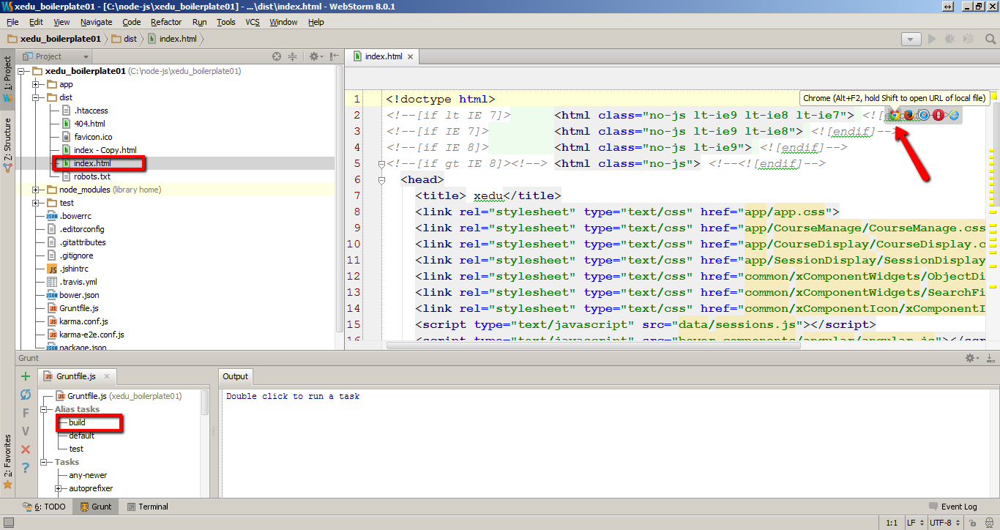 xedu_boilerplate01] - [C:\node-js\xedu_boilerplate01] - ...\dist\index.html - WebStorm 8.0.1
File Edit View Navigate Code Refactor Run Tools VCS Window Help
xedu_boilerplate01 dist index.html
1: Project
Z: Structure
2: Favorites
Project
xedu_boilerplate01 (C:\node-js\xedu_boilerplate01)
app
dist
.htaccess
404.html
favicon.ico
index - Copy.html
index.html
robots.txt
node_modules (library home)
test
.bowerrc
.editorconfig
.gitattributes
.gitignore
.jshintrc
.travis.yml
bower.json
Gruntfile.js
karma.conf.js
karma-e2e.conf.js
package.json
index.html
Chrome (Alt+F2, hold Shift to open URL of local file)
1 <!doctype html>
2 <!--[if lt IE 7]> <html class="no-js lt-ie9 lt-ie8 lt-ie7"> <![
3 <!--[if IE 7]> <html class="no-js lt-ie9 lt-ie8"> <![endif]-->
4 <!--[if IE 8]> <html class="no-js lt-ie9"> <![endif]-->
5 <!--[if gt IE 8]><!--> <html class="no-js"> <!--<![endif]-->
6 <head>
7 <title> xedu</title>
8 <link rel="stylesheet" type="text/css" href="app/app.css">
9 <link rel="stylesheet" type="text/css" href="app/CourseManage/CourseManage.css
10 <link rel="stylesheet" type="text/css" href="app/CourseDisplay/CourseDisplay.c
11 <link rel="stylesheet" type="text/css" href="app/SessionDisplay/SessionDisplay
12 <link rel="stylesheet" type="text/css" href="common/xComponentWidgets/ObjectDi
13 <link rel="stylesheet" type="text/css" href="common/xComponentWidgets/SearchFi
14 <link rel="stylesheet" type="text/css" href="common/xComponentIcon/xComponentI
15 <script type="text/javascript" src="data/sessions.js"></script>
16 <script type="text/javascript" src="bower_components/angular/angular.js"></scr
Grunt
Gruntfile.js
Gruntfile.js (xedu_boilerplate01)
Alias tasks
build
default
test
Tasks
any-newer
autoprefixer
Output
Double click to run a task
6: TODO Grunt Terminal Event Log
1:1 LF UTF-8